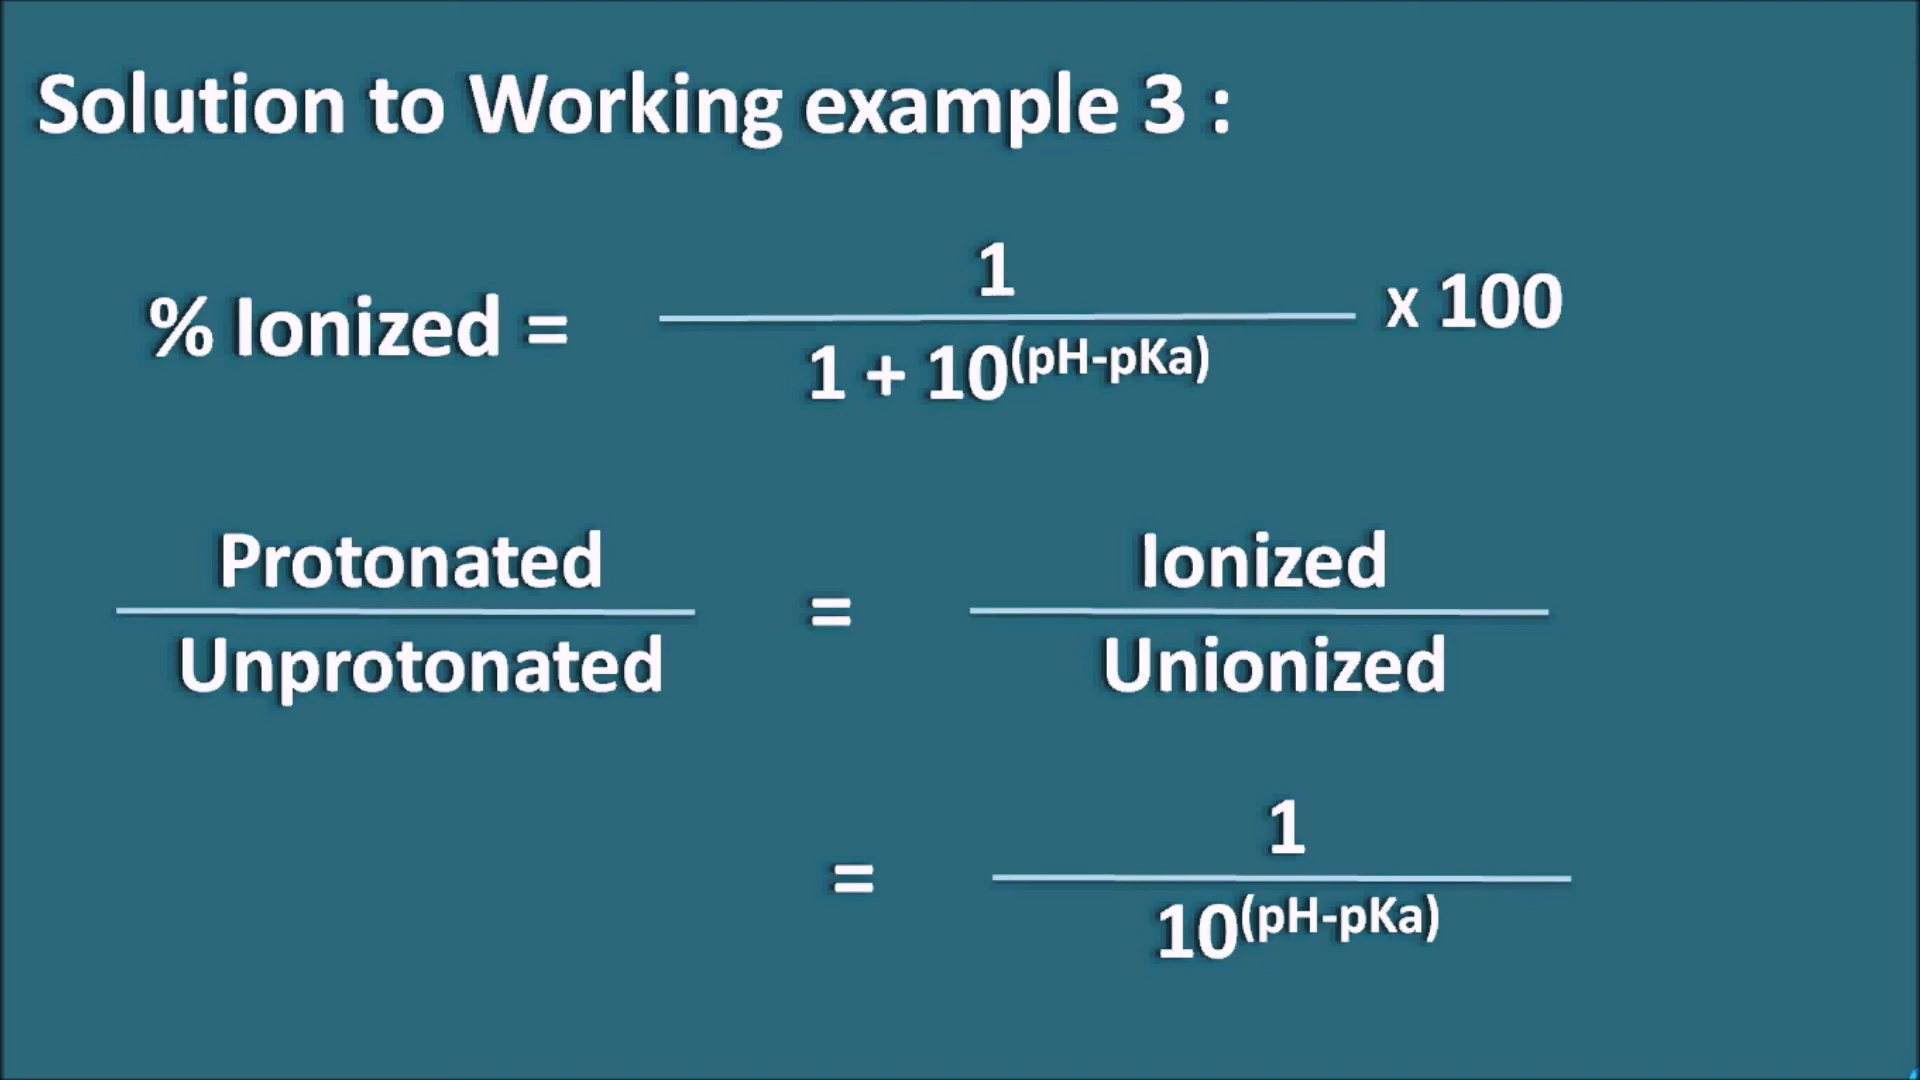 Solution to Working example 3 :
1
% Ionized = x 100
1 + 10(pH-pKa)
Protonated Ionized
=
Unprotonated Unionized
1
=
10(pH-pKa)